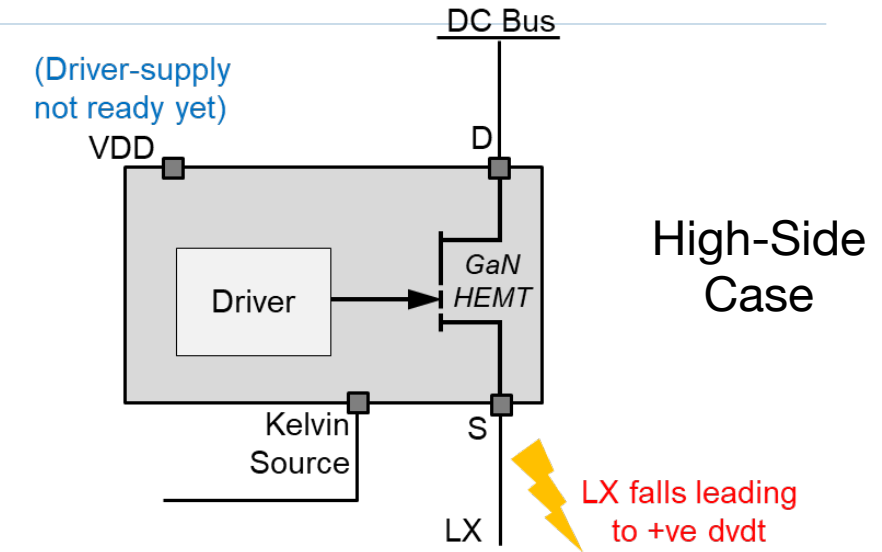 DC Bus
(Driver-supply
not ready yet)
VDD
D
GaN
HEMT
Driver
High-Side
Case
Kelvin
Source
S
LX falls leading
to +ve dvdt
LX